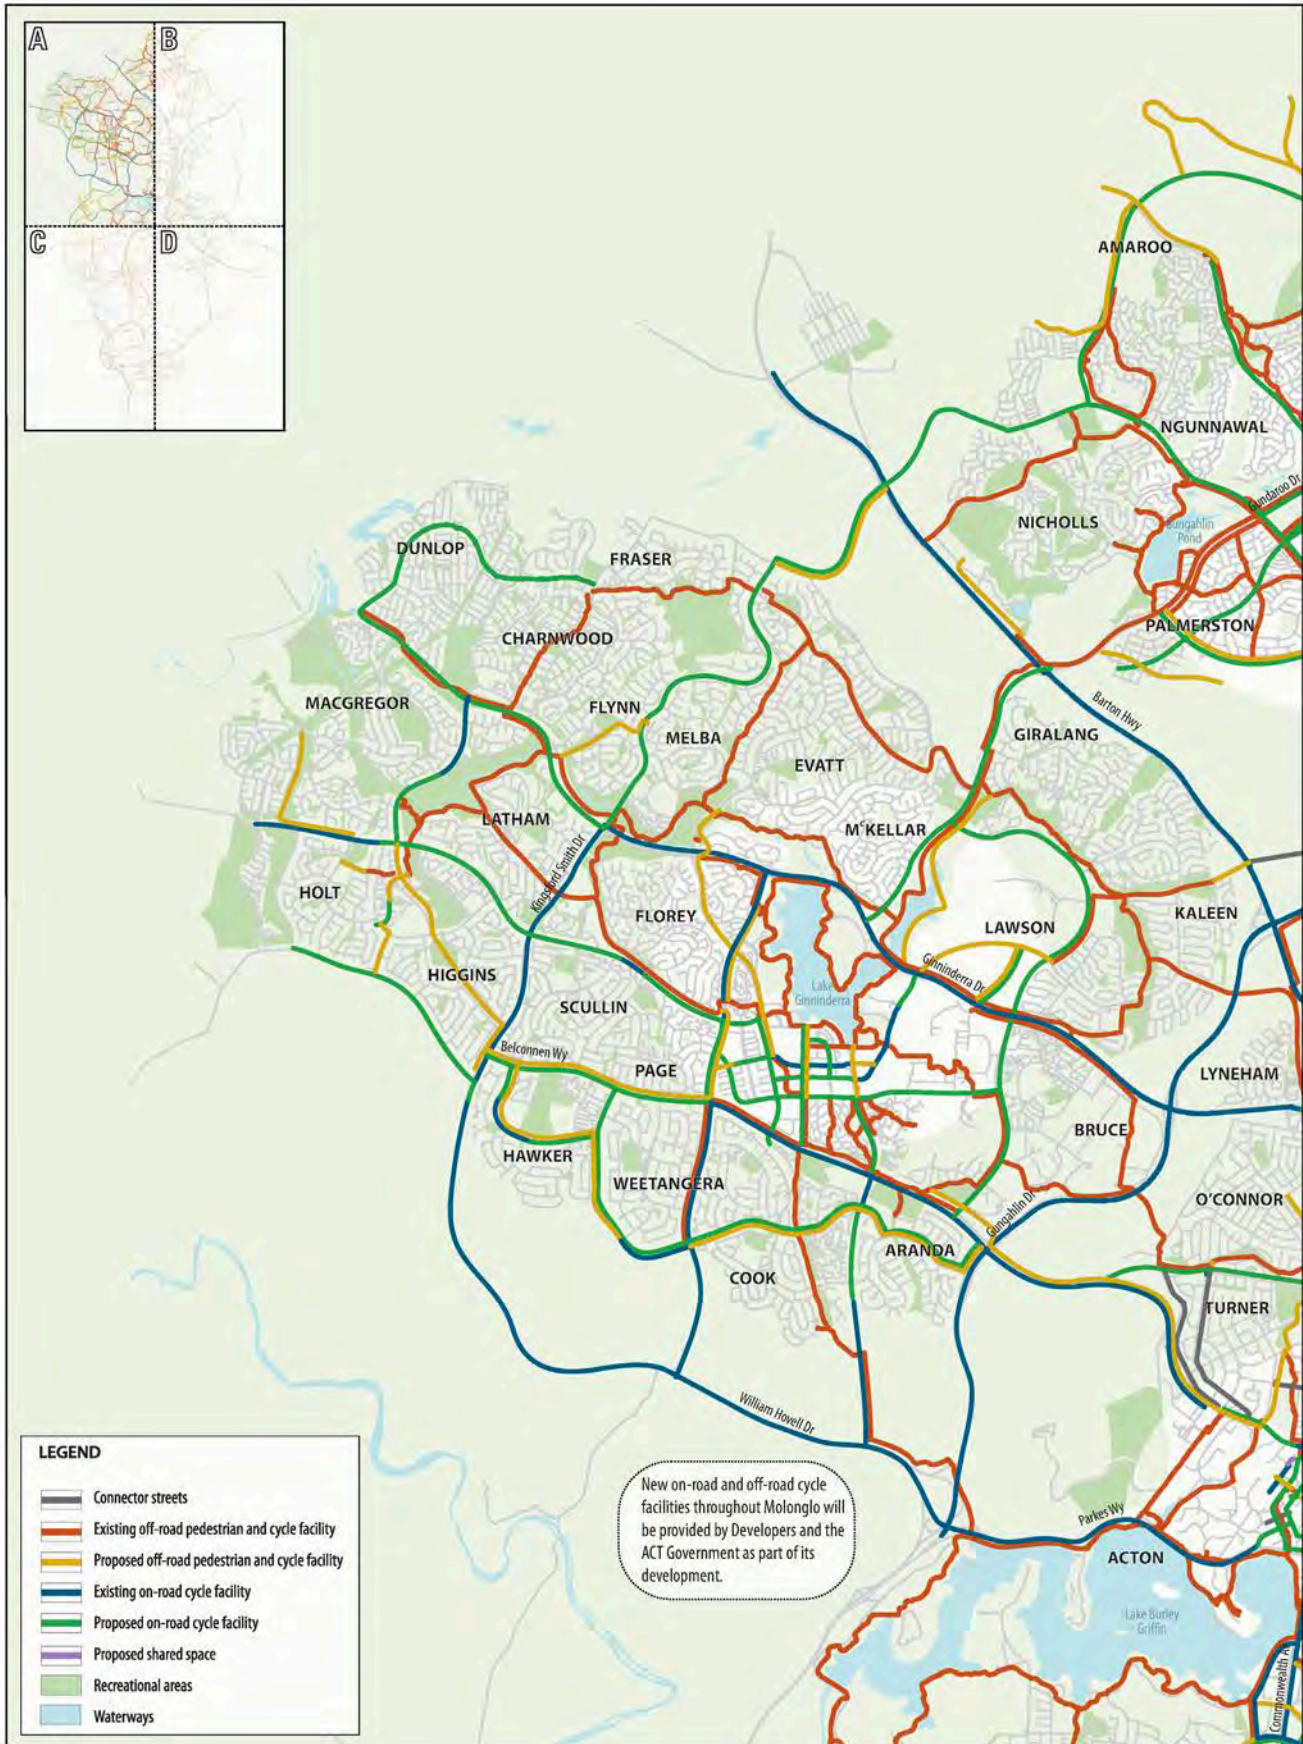 A
B
C
D
AMAROO
NGUNNAWAL
Gundaroo Dr
NICHOLLS
Gungahlin
Pond
DUNLOP
FRASER
PALMERSTON
CHARNWOOD
MACGREGOR
FLYNN
Barton Hwy
GIRALANG
MELBA
EVATT
LATHAM
McKELLAR
Kingsford Smith Dr
HOLT
FLOREY
KALEEN
LAWSON
Ginninderra Dr
HIGGINS
Lake
Ginninderra
SCULLIN
Belconnen Wy
PAGE
LYNEHAM
BRUCE
HAWKER
WEETANGERA
O'CONNOR
Gungahlin Dr
ARANDA
COOK
TURNER
William Hovell Dr
Parkes Wy
ACTON
Lake Burley
Griffin
Commonwealth A
New on-road and off-road cycle
facilities throughout Molonglo will
be provided by Developers and the
ACT Government as part of its
development.
LEGEND
Connector streets
Existing off-road pedestrian and cycle facility
Proposed off-road pedestrian and cycle facility
Existing on-road cycle facility
Proposed on-road cycle facility
Proposed shared space
Recreational areas
Waterways